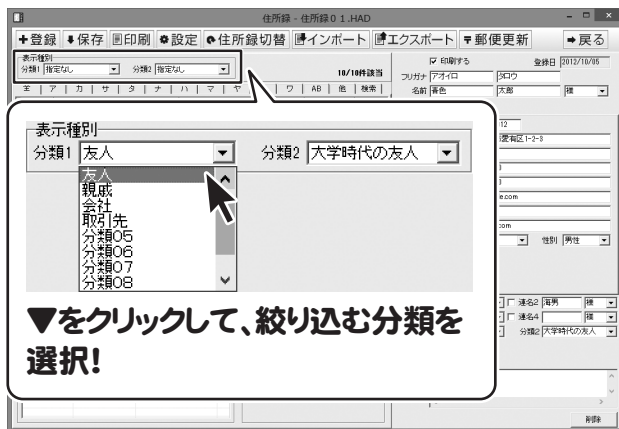 住所録 - 住所録01.HAD
登録 保存 印刷 設定 住所録切替 インポート エクスポート 〒郵便更新 戻る
表示種別
分類1 指定なし 分類2 指定なし
10/10件該当
印刷する 登録日 2012/10/05
フリガナ アオイロ タロウ
名前 青色 太郎 様
全 | ア | カ | サ | タ | ナ | ハ | マ | ヤ | ワ | AB | 他 | 検索
表示種別
分類1 友人 分類2 大学時代の友人
友人
親戚
会社
取引先
分類05
分類06
分類07
分類08
▼をクリックして、絞り込む分類を
選択!
性別 男性
連名2 海男 様
連名4 様
分類2 大学時代の友人
削除